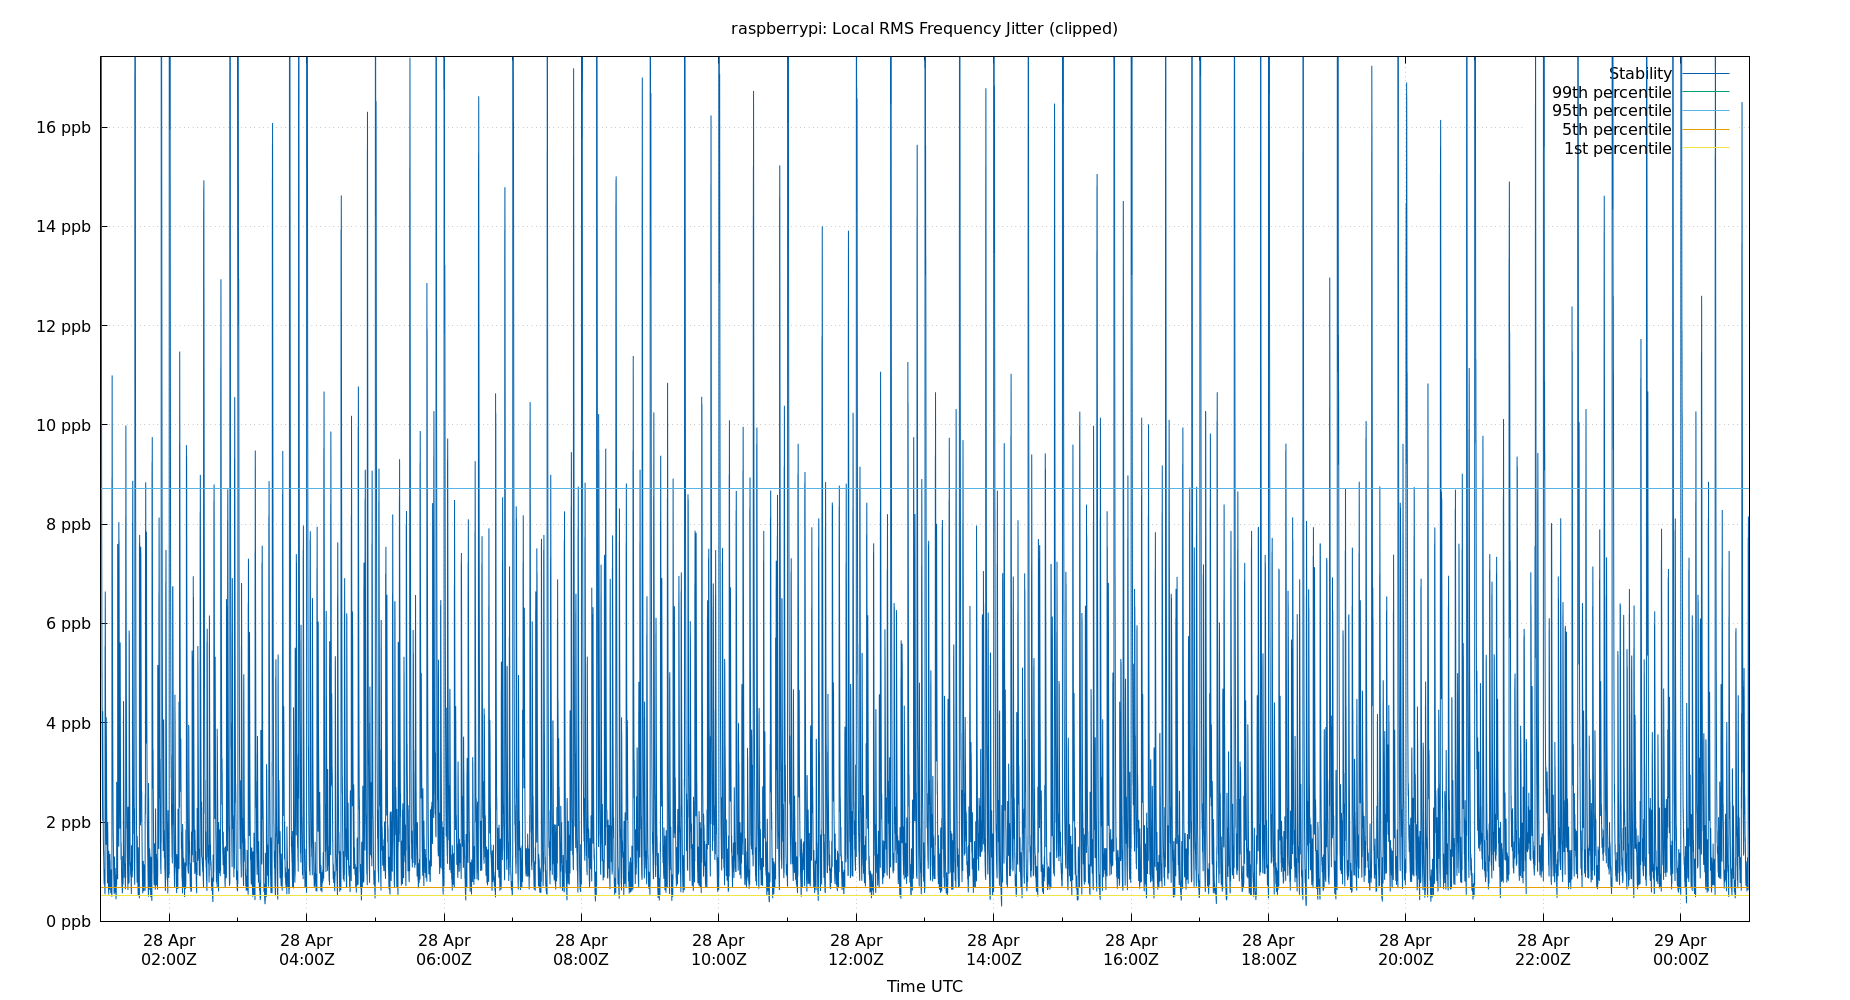 raspberrypi: Local RMS Frequency Jitter (clipped)
Stability
99th percentile
95th percentile
5th percentile
1st percentile
16 ppb
14 ppb
12 ppb
10 ppb
8 ppb
6 ppb
4 ppb
2 ppb
0 ppb
28 Apr 28 Apr 28 Apr 28 Apr 28 Apr 28 Apr 28 Apr 28 Apr 28 Apr 28 Apr 28 Apr 29 Apr
02:00Z 04:00Z 06:00Z 08:00Z 10:00Z 12:00Z 14:00Z 16:00Z 18:00Z 20:00Z 22:00Z 00:00Z
Time UTC